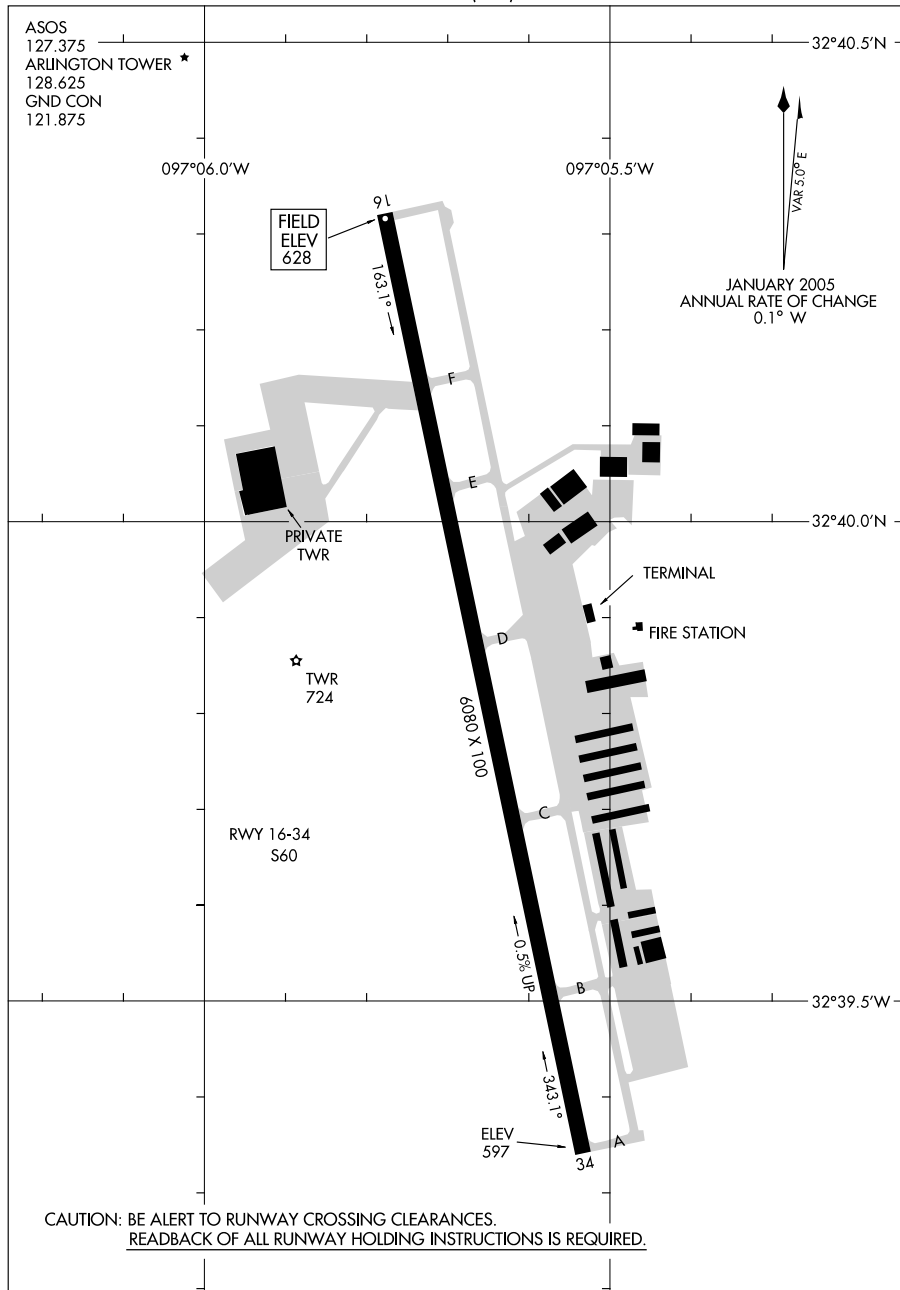 ASOS
127.375
ARLINGTON TOWER
128.625
GND CON
121.875
32°40.5'N
097°06.0'W
097°05.5'W
VAR 5.0° E
JANUARY 2005
ANNUAL RATE OF CHANGE
0.1° W
16
FIELD
ELEV
628
163.1°
F
E
PRIVATE
TWR
32°40.0'N
TERMINAL
FIRE STATION
D
TWR
724
6080 X 100
C
RWY 16-34
S60
0.5% UP
B
32°39.5'W
343.1°
ELEV
597
A
34
CAUTION: BE ALERT TO RUNWAY CROSSING CLEARANCES.
READBACK OF ALL RUNWAY HOLDING INSTRUCTIONS IS REQUIRED.